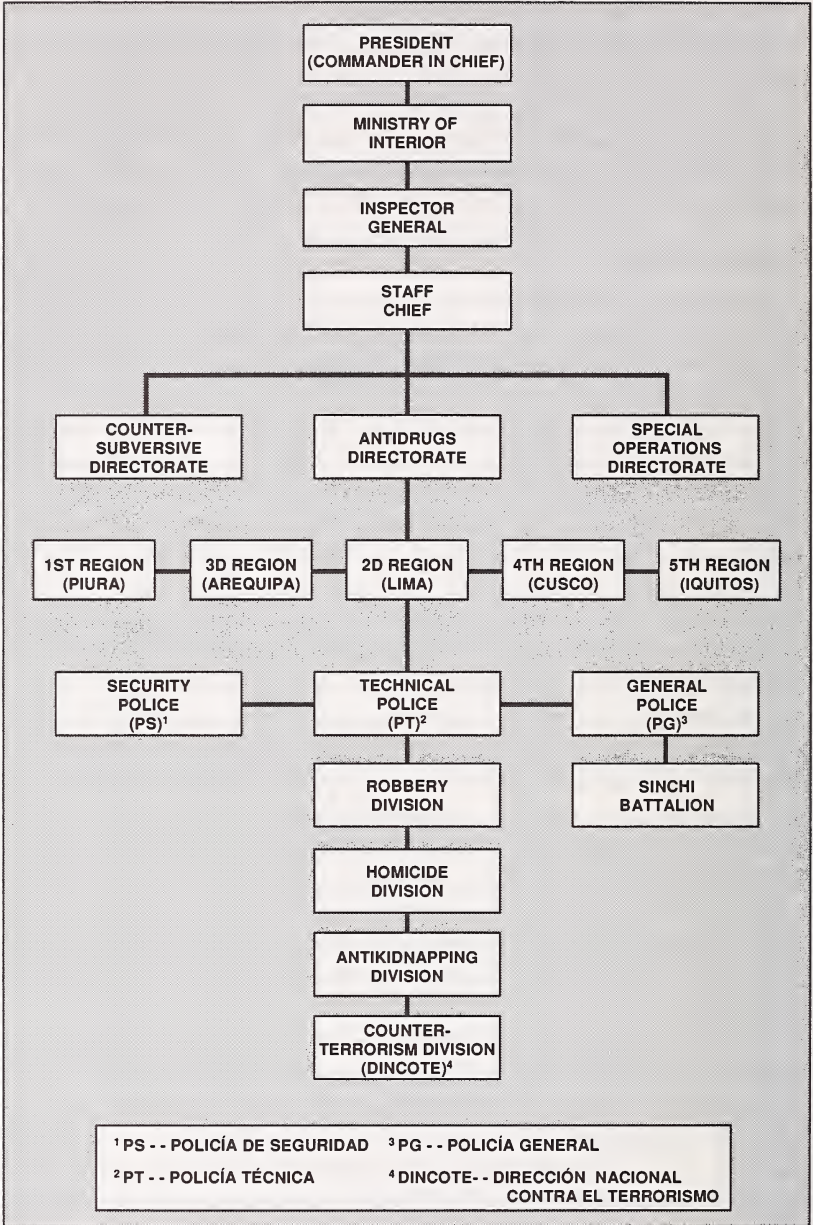 PRESIDENT
(COMMANDER IN CHIEF)
MINISTRY OF
INTERIOR
INSPECTOR
GENERAL
STAFF
CHIEF
COUNTER-
SUBVERSIVE
DIRECTORATE
ANTIDRUGS
DIRECTORATE
SPECIAL
OPERATIONS
DIRECTORATE
1ST REGION
(PIURA)
3D REGION
(AREQUIPA)
2D REGION
(LIMA)
4TH REGION
(CUSCO)
5TH REGION
(IQUITOS)
SECURITY
POLICE
(PS)¹
TECHNICAL
POLICE
(PT)²
GENERAL
POLICE
(PG)³
ROBBERY
DIVISION
SINCHI
BATTALION
HOMICIDE
DIVISION
ANTIKIDNAPPING
DIVISION
COUNTER-
TERRORISM DIVISION
(DINCOTE)⁴
¹ PS - - POLICÍA DE SEGURIDAD
² PT - - POLICÍA TÉCNICA
³ PG - - POLICÍA GENERAL
⁴ DINCOTE- - DIRECCIÓN NACIONAL
CONTRA EL TERRORISMO